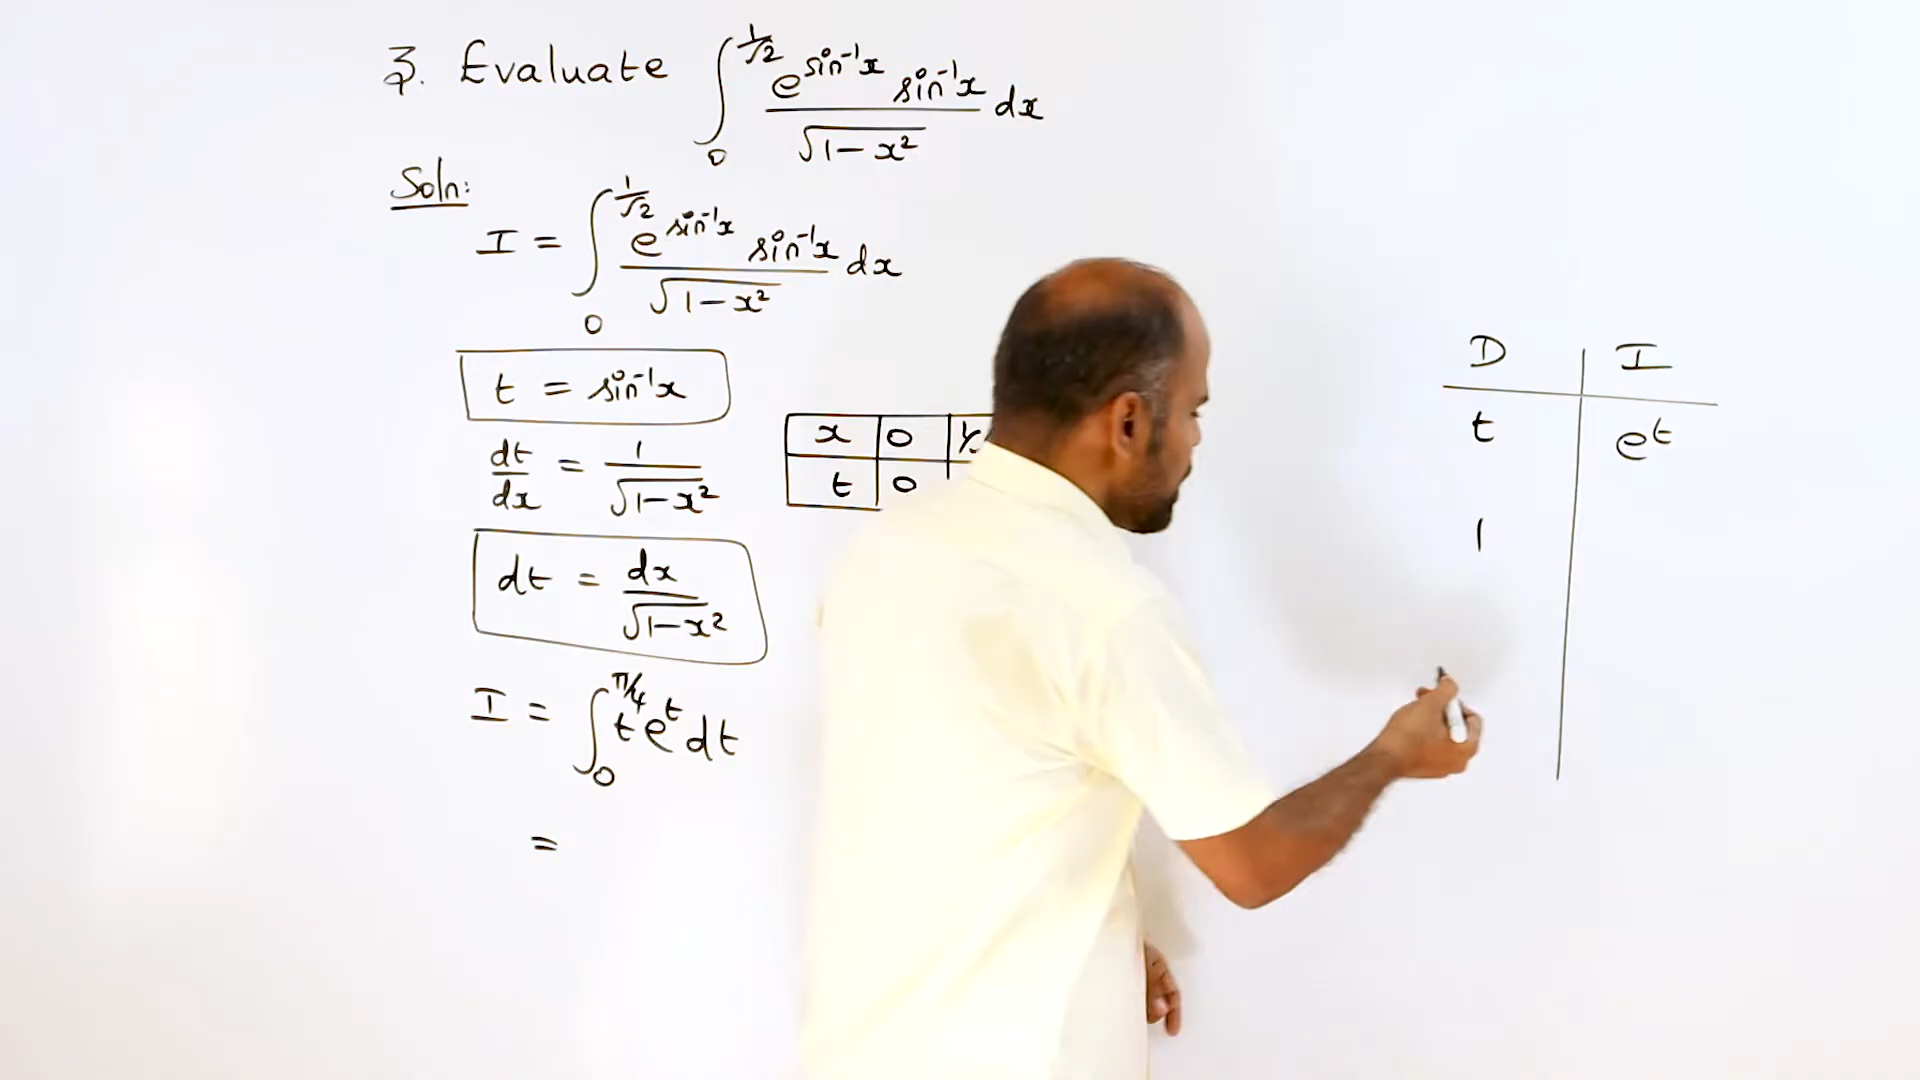 3. Evaluate ∫₀^(1/√2) e^(sin⁻¹x) sin⁻¹x / √(1-x²) dx
Soln:
I = ∫₀^(1/√2) e^(sin⁻¹x) sin⁻¹x / √(1-x²) dx
t = sin⁻¹x
dt/dx = 1/√(1-x²)
x 0
t 0
dt = dx/√(1-x²)
I = ∫₀^(π/4) t e^t dt
=
D I
t e^t
1